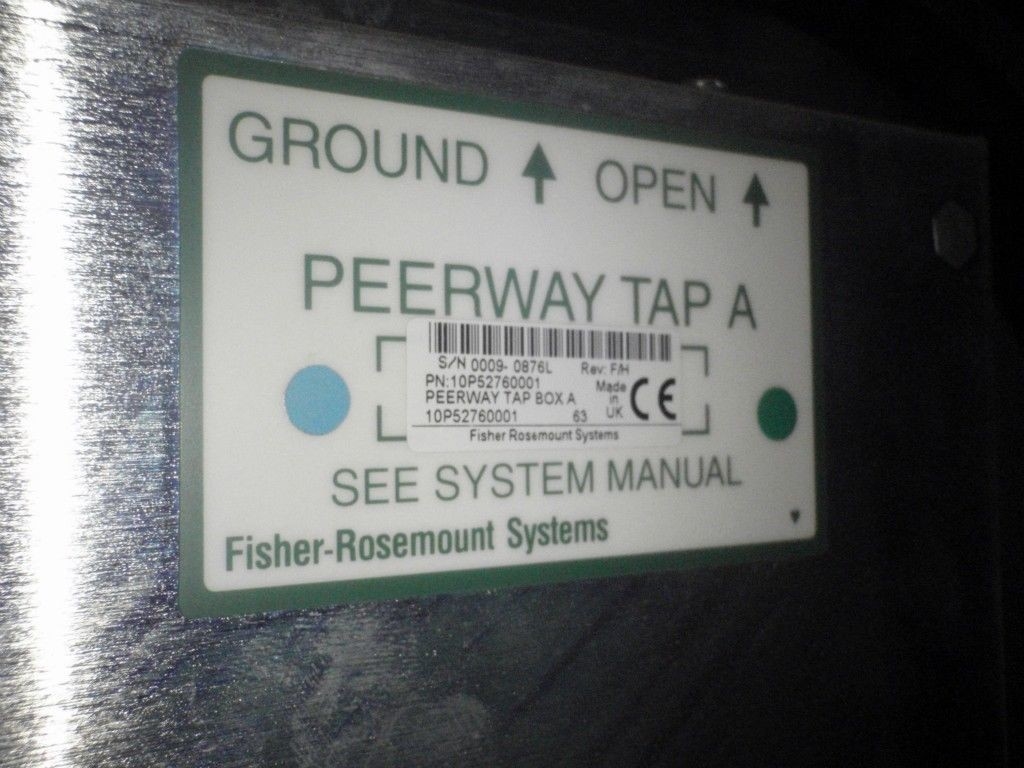 GROUND OPEN
PEERWAY TAP A
S/N 0009- 0876L Rev: F/H
PN:10P52760001
PEERWAY TAP BOX A
10P52760001 63
Made
in
UK
CE
Fisher Rosemount Systems
SEE SYSTEM MANUAL
Fisher-Rosemount Systems